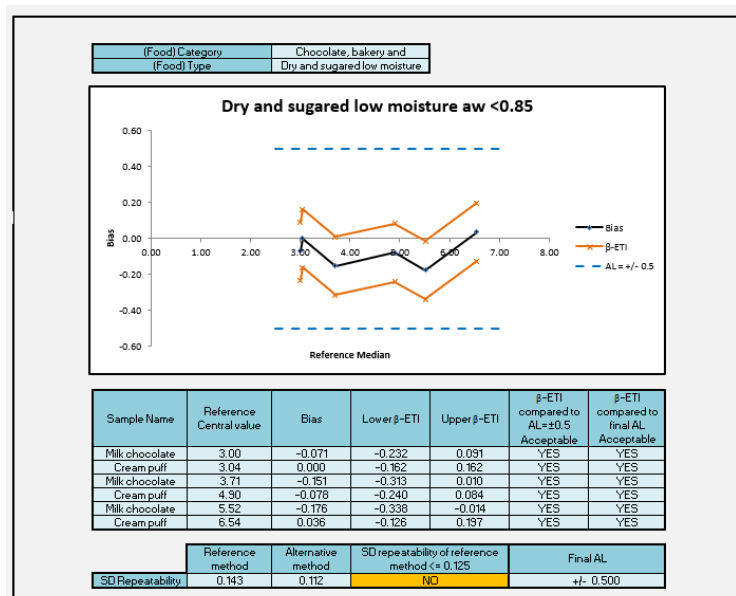 (Food) Category Chocolate, bakery and
(Food) Type Dry and sugared low moisture
Dry and sugared low moisture aw <0.85
0.60
0.40
0.20
0.00
-0.20
-0.40
-0.60
0.00 1.00 2.00 3.00 4.00 5.00 6.00 7.00 8.00
Bias
Reference Median
Bias
β-ETI
AL = +/- 0.5
Sample Name Reference Central value Bias Lower β-ETI Upper β-ETI β-ETI compared to AL=±0.5 Acceptable β-ETI compared to final AL Acceptable
Milk chocolate 3.00 -0.071 -0.232 0.091 YES YES
Cream puff 3.04 0.000 -0.162 0.162 YES YES
Milk chocolate 3.71 -0.151 -0.313 0.010 YES YES
Cream puff 4.90 -0.078 -0.240 0.084 YES YES
Milk chocolate 5.52 -0.176 -0.338 -0.014 YES YES
Cream puff 6.54 0.036 -0.126 0.197 YES YES
Reference method Alternative method SD repeatability of reference method <= 0.125 Final AL
SD Repeatability 0.143 0.112 NO +/- 0.500